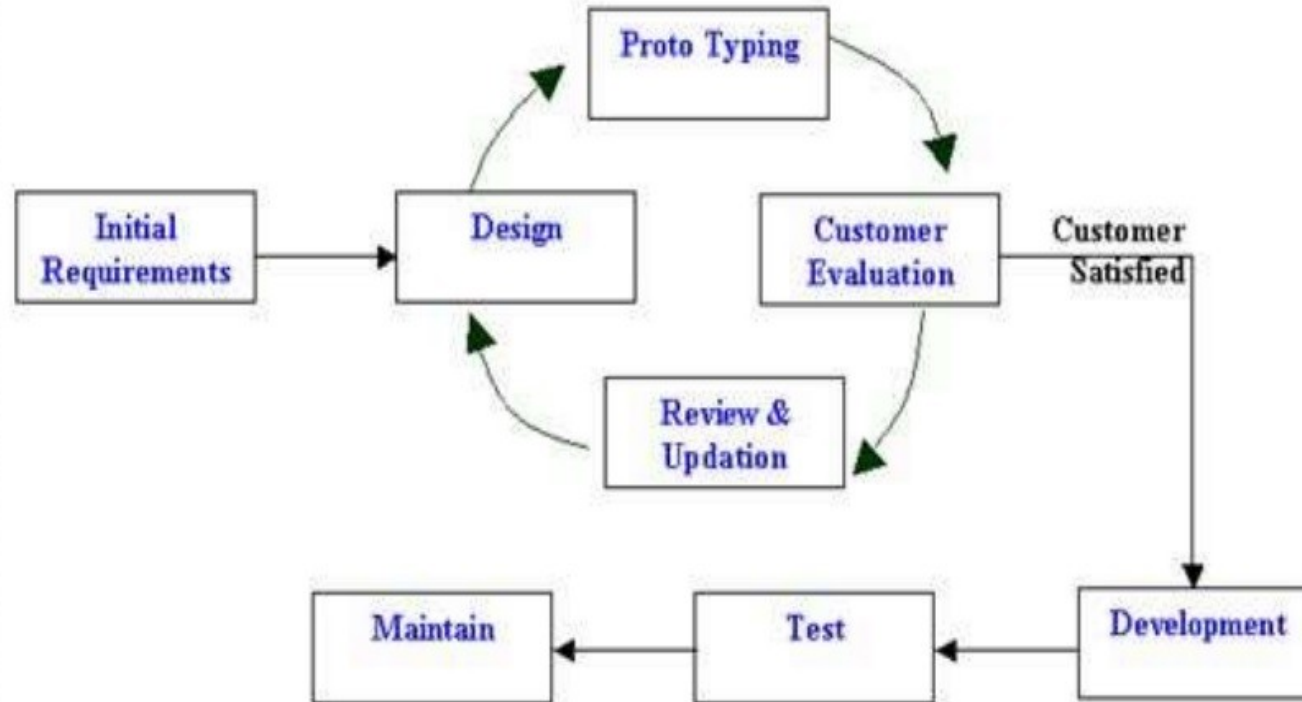 Proto Typing
Initial
Requirements
Design
Customer
Evaluation
Customer
Satisfied
Review &
Updation
Maintain
Test
Development